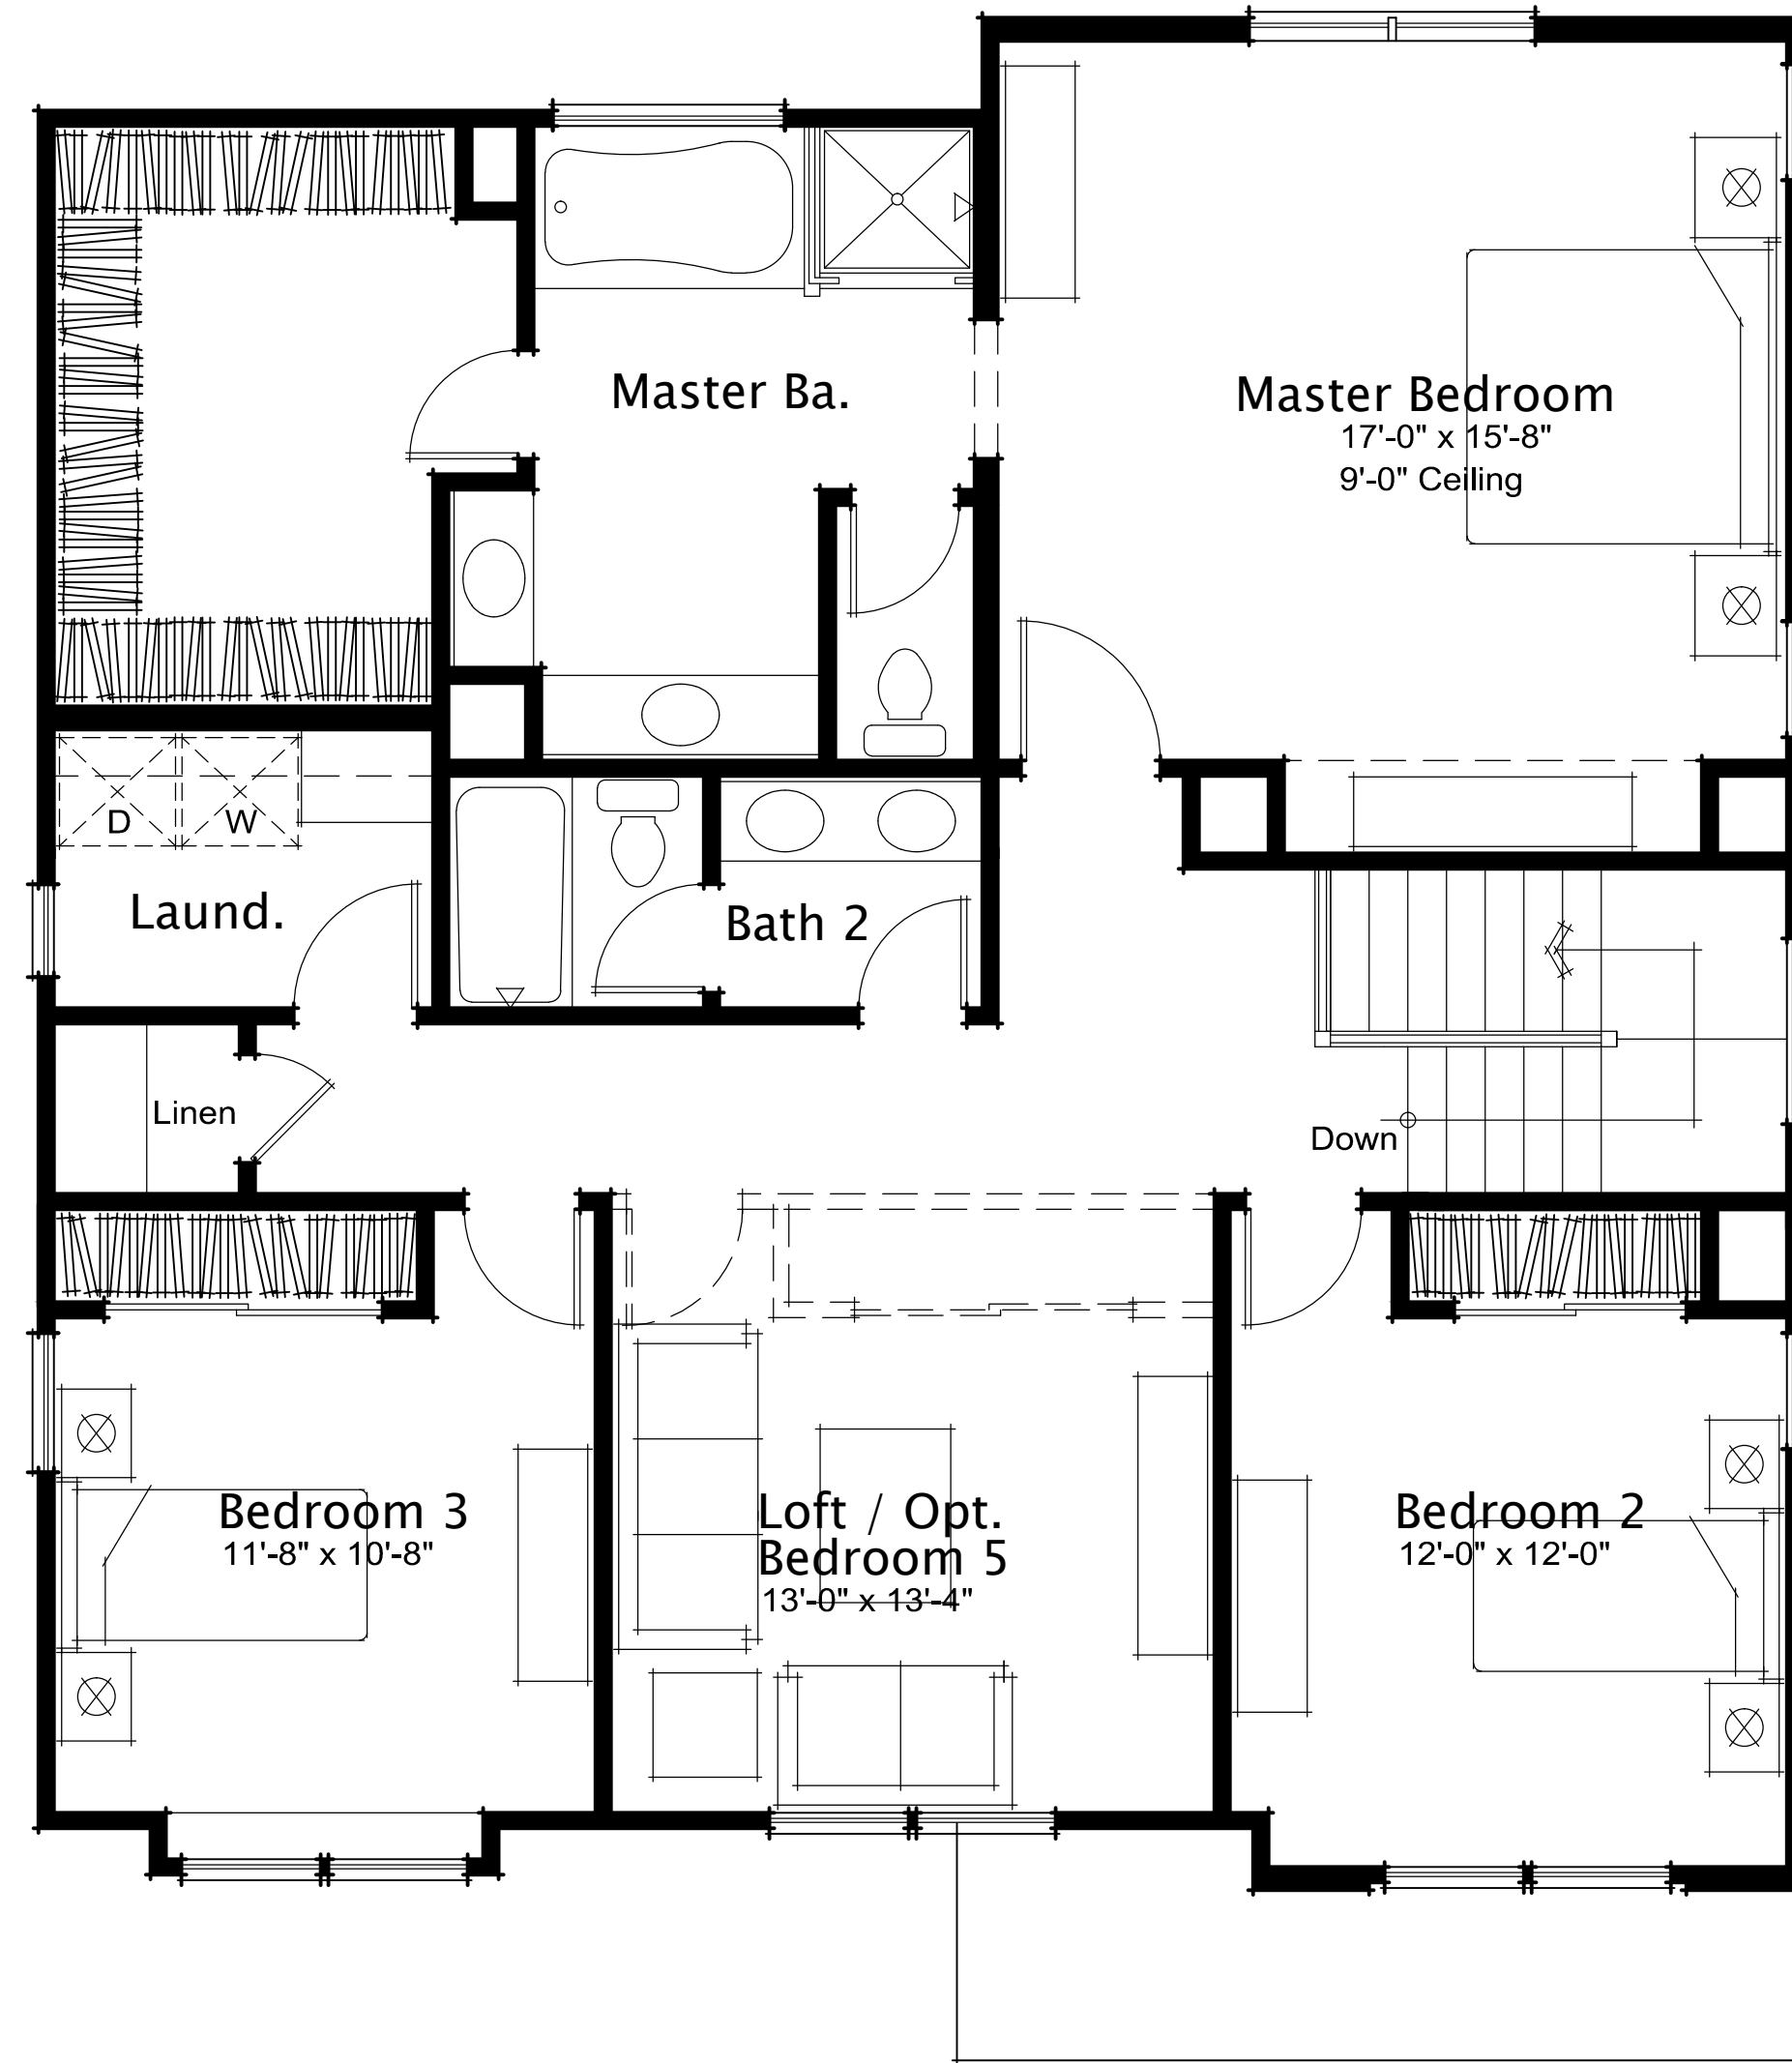 Master Ba.
Master Bedroom
17'-0" x 15'-8"
9'-0" Ceiling
D
W
Laund.
Bath 2
Linen
Down
Bedroom 3
11'-8" x 10'-8"
Loft / Opt.
Bedroom 5
13'-0" x 13'-4"
Bedroom 2
12'-0" x 12'-0"